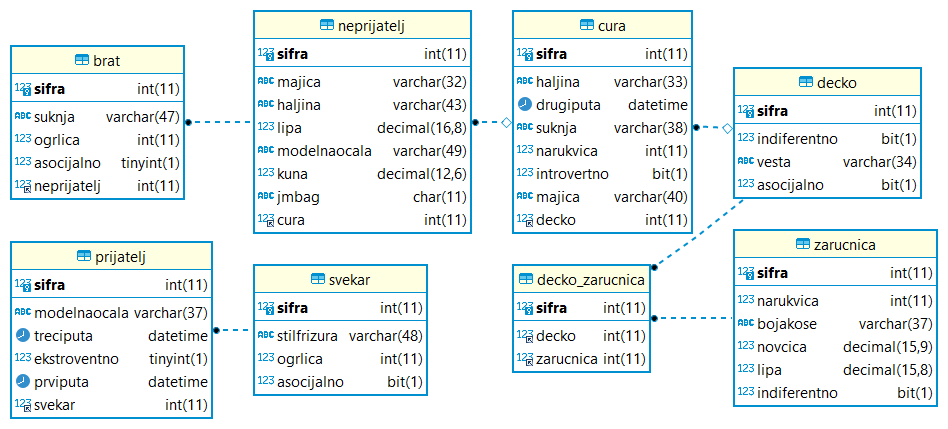 brat
sifra int(11)
suknja varchar(47)
ogrlica int(11)
asocijalno tinyint(1)
neprijatelj int(11)
neprijatelj
sifra int(11)
majica varchar(32)
haljina varchar(43)
lipa decimal(16,8)
modelnaocala varchar(49)
kuna decimal(12,6)
jmbag char(11)
cura int(11)
cura
sifra int(11)
haljina varchar(33)
drugiputa datetime
suknja varchar(38)
narukvica int(11)
introvertno bit(1)
majica varchar(40)
decko int(11)
decko
sifra int(11)
indiferentno bit(1)
vesta varchar(34)
asocijalno bit(1)
prijatelj
sifra int(11)
modelnaocala varchar(37)
treciputa datetime
ekstroventno tinyint(1)
prviputa datetime
svekar int(11)
svekar
sifra int(11)
stilfrizura varchar(48)
ogrlica int(11)
asocijalno bit(1)
decko_zarucnica
sifra int(11)
decko int(11)
zarucnica int(11)
zarucnica
sifra int(11)
narukvica int(11)
bojakose varchar(37)
novcica decimal(15,9)
lipa decimal(15,8)
indiferentno bit(1)